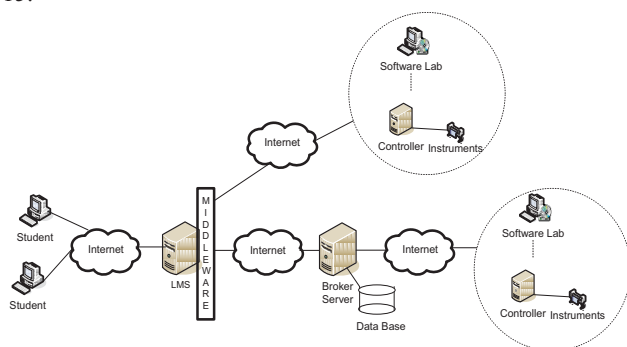 Software Lab
Internet
Controller Instruments
MIDDLEWARE
Student
Internet
LMS
Internet
Broker
Server
Internet
Software Lab
Student
Data Base
Controller Instruments